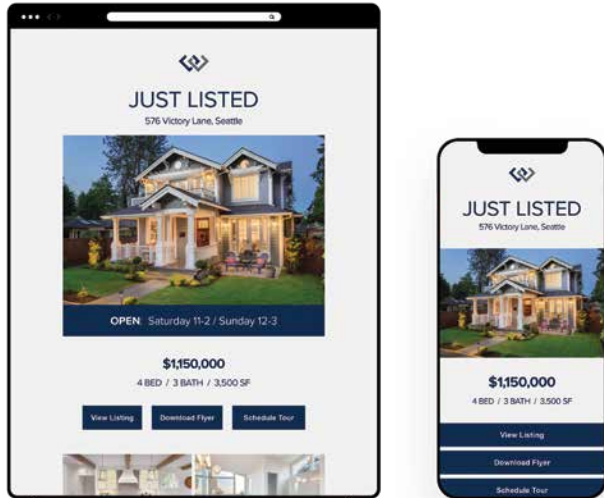 JUST LISTED
576 Victory Lane, Seattle
OPEN: Saturday 11-2 / Sunday 12-3
$1,150,000
4 BED / 3 BATH / 3,500 SF
View Listing
Download Flyer
Schedule Tour
JUST LISTED
576 Victory Lane, Seattle
$1,150,000
4 BED / 3 BATH / 3,500 SF
View Listing
Download Flyer
Schedule Tour